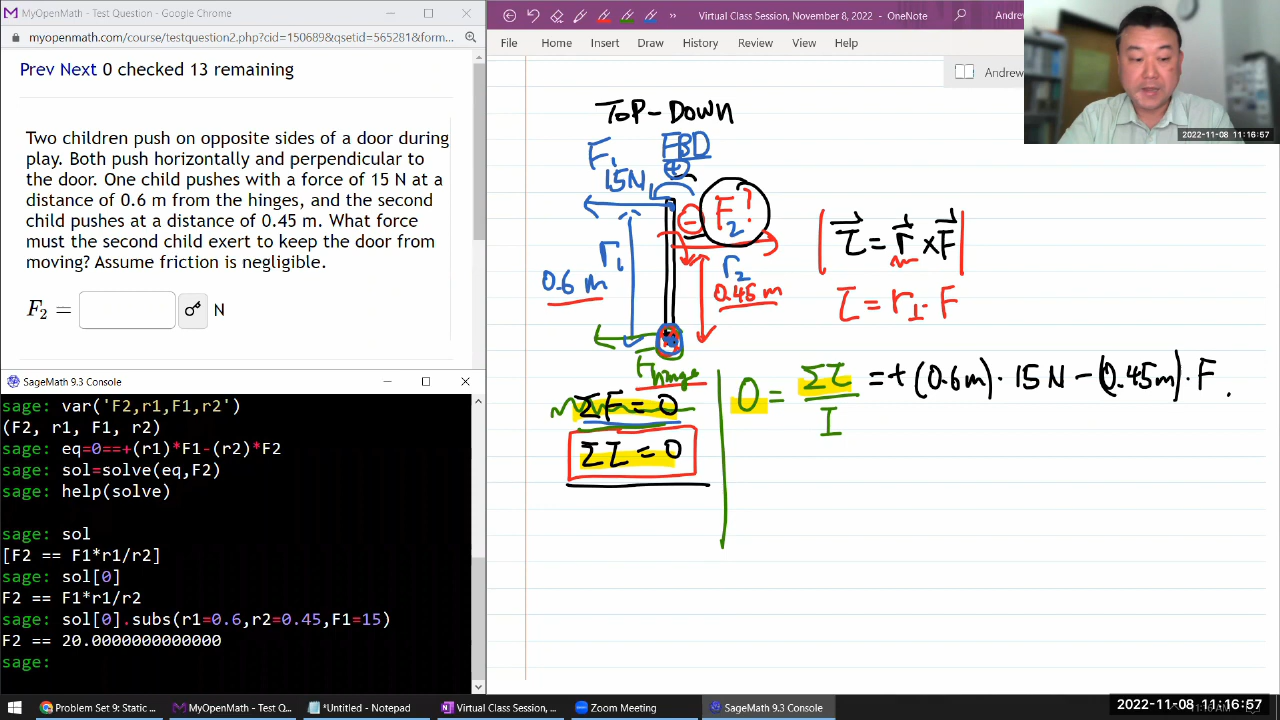 MyOpenMath - Test Question - Google Chrome
myopenmath.com/course/testquestion2.php?cid=150689&qsetid=565281&form...
Prev Next 0 checked 13 remaining
Two children push on opposite sides of a door during
play. Both push horizontally and perpendicular to
the door. One child pushes with a force of 15 N at a
distance of 0.6 m from the hinges, and the second
child pushes at a distance of 0.45 m. What force
must the second child exert to keep the door from
moving? Assume friction is negligible.
F₂ = N
SageMath 9.3 Console
sage: var('F2,r1,F1,r2')
(F2, r1, F1, r2)
sage: eq=0==+(r1)*F1-(r2)*F2
sage: sol=solve(eq,F2)
sage: help(solve)
sage: sol
[F2 == F1*r1/r2]
sage: sol[0]
F2 == F1*r1/r2
sage: sol[0].subs(r1=0.6,r2=0.45,F1=15)
F2 == 20.0000000000000
sage:
Virtual Class Session, November 8, 2022 - OneNote
Andrew
File Home Insert Draw History Review View Help
Andrew
2022-11-08 11:16:57
TOP-DOWN
FBD
F₁
15N
+
-
F₂?
r₁
0.6 m
r₂
0.45 m
F hinge
ΣF = 0
Στ = 0
|τ⃗ = r⃗ × F⃗|
τ = r⊥ · F
0 = Στ / I = +(0.6m) · 15 N - (0.45m) · F
Problem Set 9: Static ...
MyOpenMath - Test Q...
*Untitled - Notepad
Virtual Class Session, ...
Zoom Meeting
SageMath 9.3 Console
2022-11-08 11:16:57